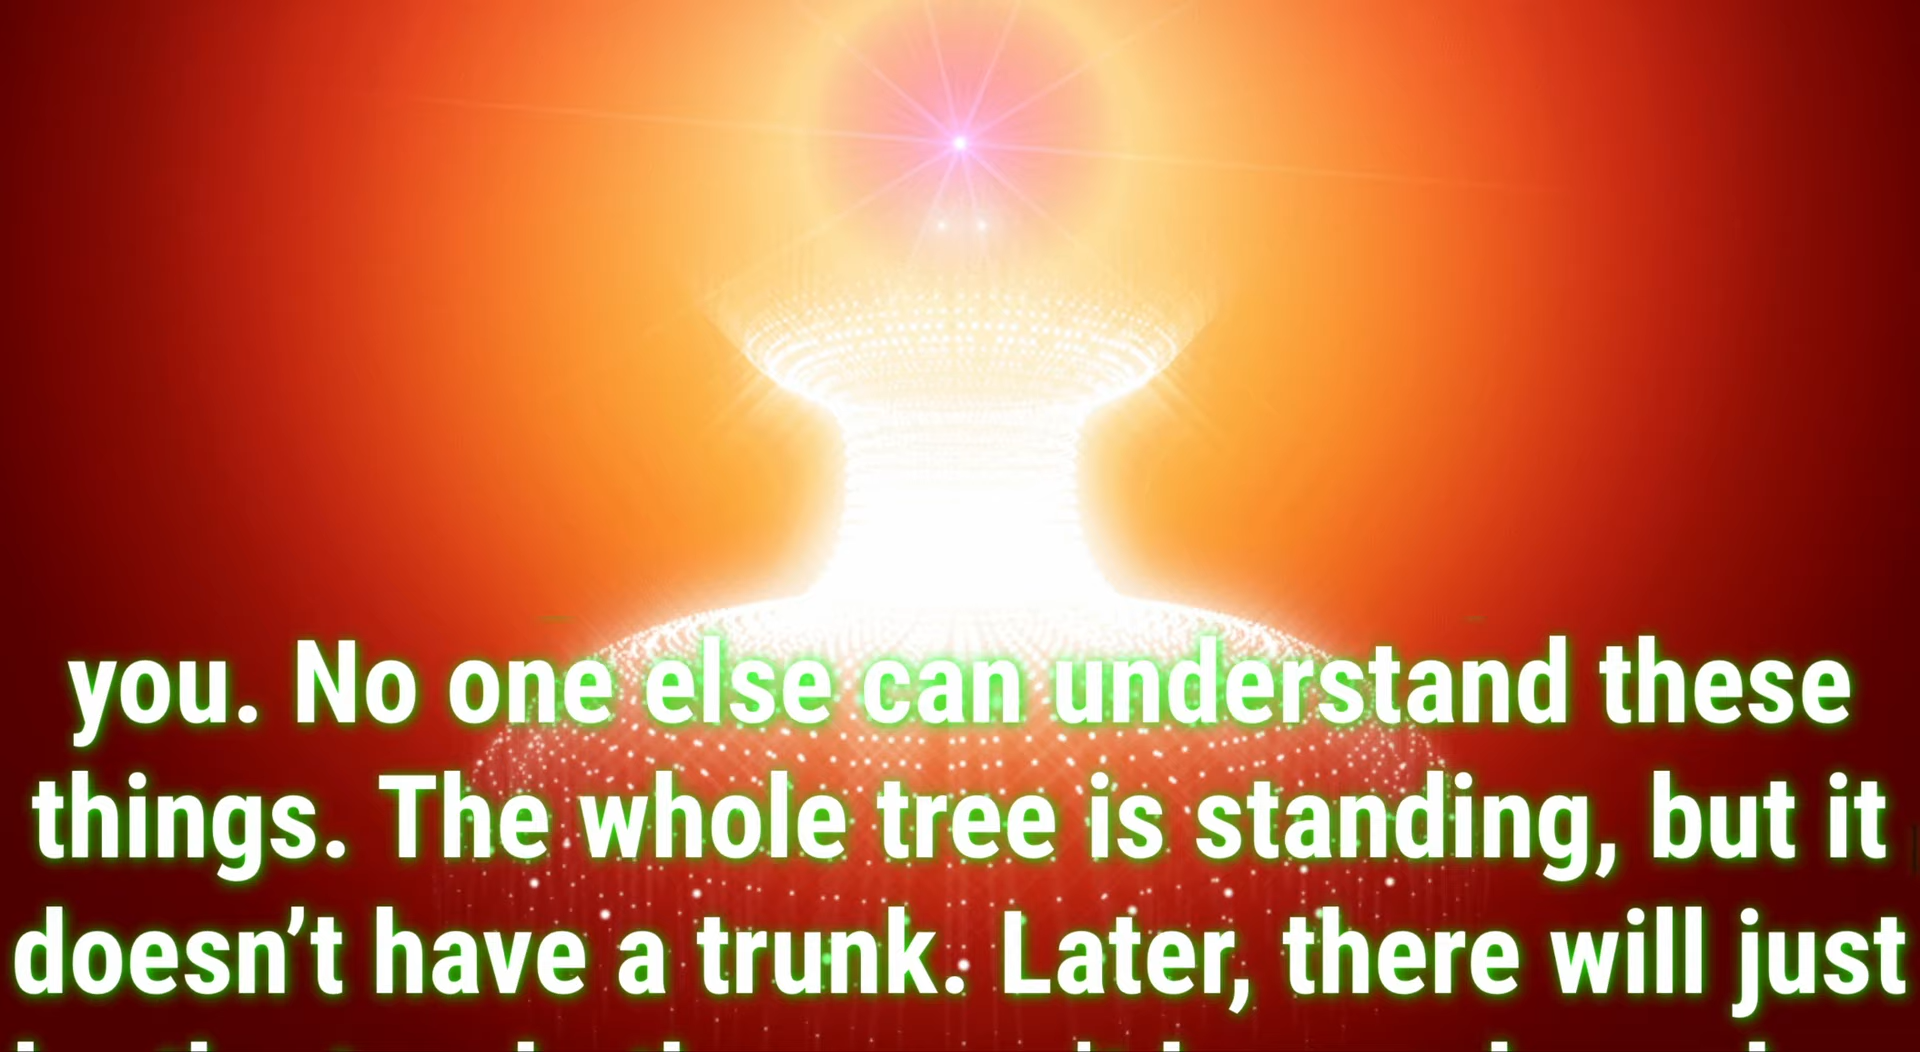 you. No one else can understand these
things. The whole tree is standing, but it
doesn’t have a trunk. Later, there will just